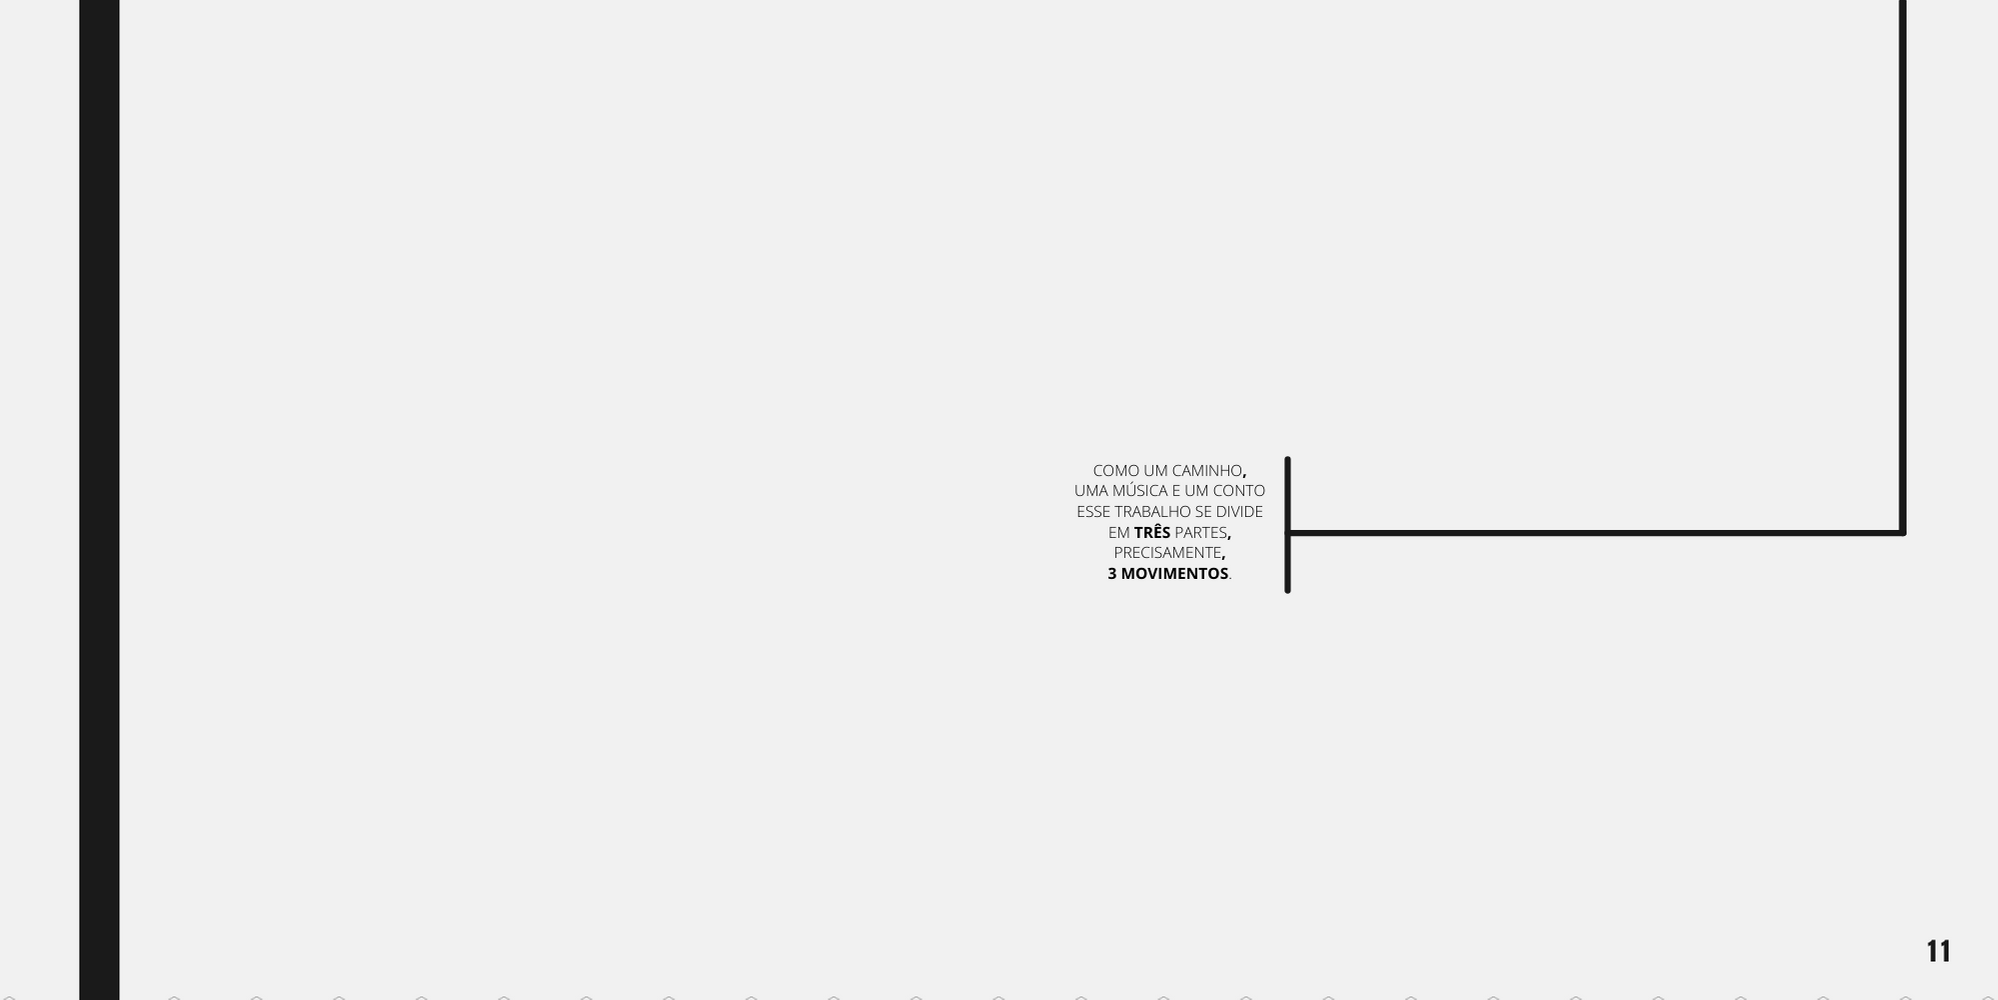 COMO UM CAMINHO,
UMA MÚSICA E UM CONTO
ESSE TRABALHO SE DIVIDE
EM TRÊS PARTES,
PRECISAMENTE,
3 MOVIMENTOS.
11